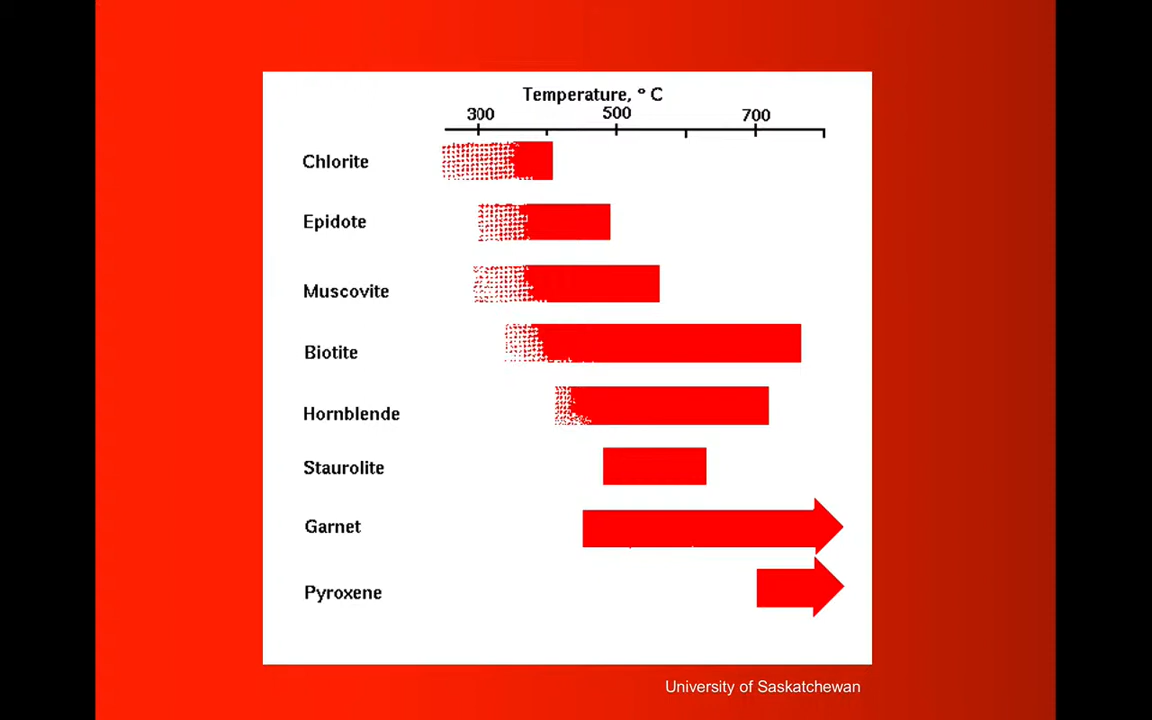 Temperature, ° C
300 500 700
Chlorite
Epidote
Muscovite
Biotite
Hornblende
Staurolite
Garnet
Pyroxene
University of Saskatchewan